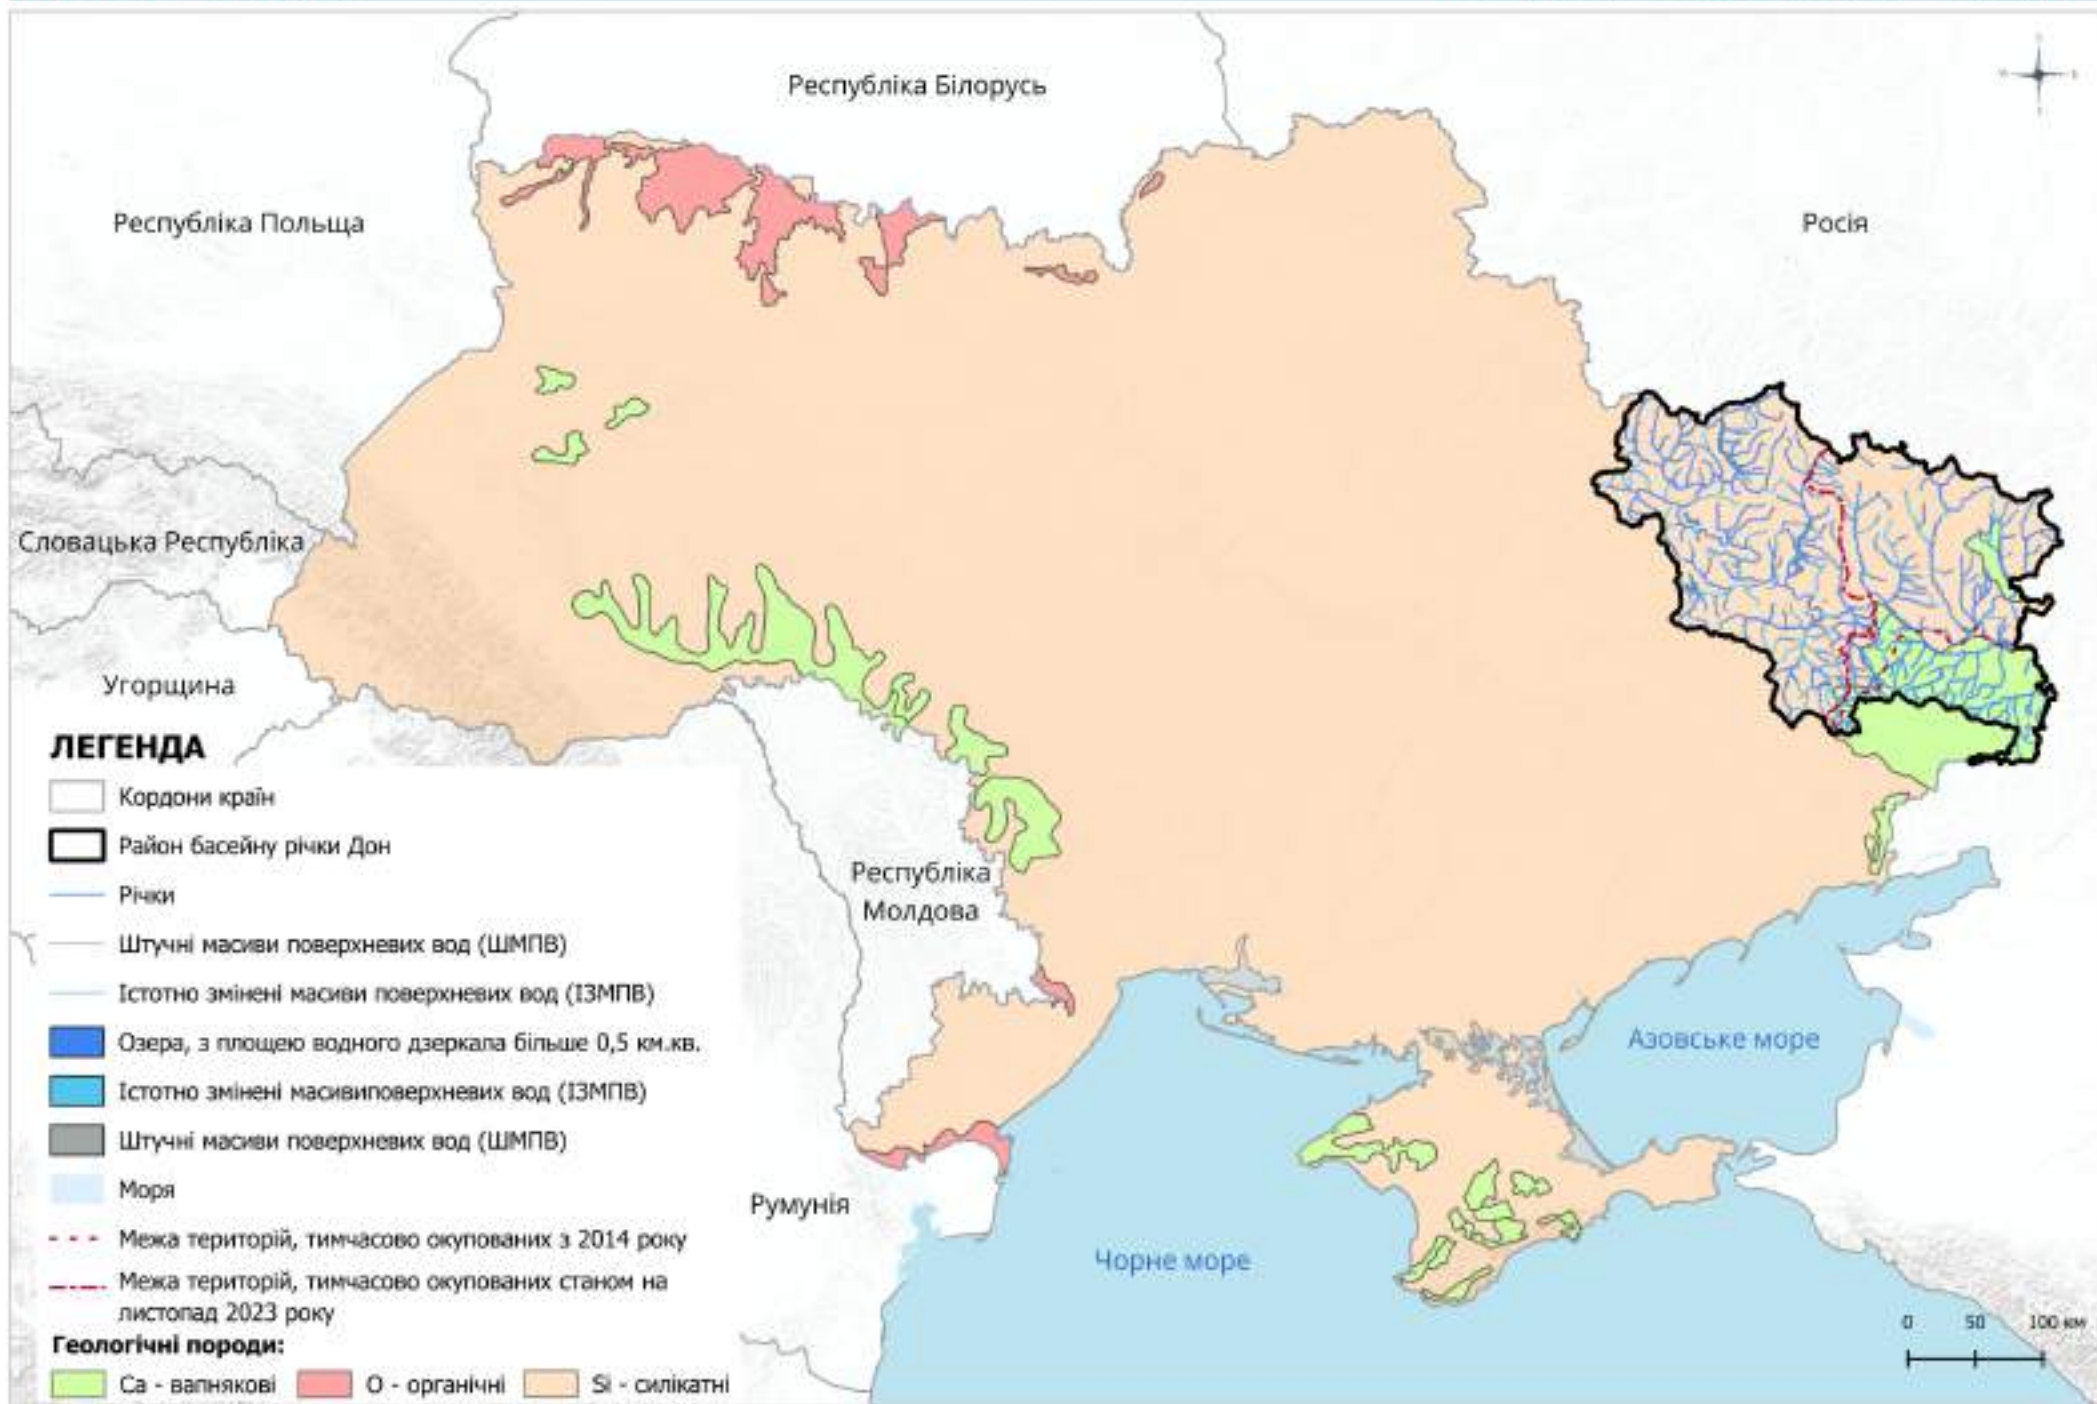 Республіка Білорусь
Республіка Польща
Росія
Словацька Республіка
Угорщина
Республіка
Молдова
Румунія
Азовське море
Чорне море
ЛЕГЕНДА
Кордони країн
Район басейну річки Дон
Річки
Штучні масиви поверхневих вод (ШМПВ)
Істотно змінені масиви поверхневих вод (ІЗМПВ)
Озера, з площею водного дзеркала більше 0,5 км.кв.
Істотно змінені масивиповерхневих вод (ІЗМПВ)
Штучні масиви поверхневих вод (ШМПВ)
Моря
Межа територій, тимчасово окупованих з 2014 року
Межа територій, тимчасово окупованих станом на
листопад 2023 року
Геологічні породи:
Ca - вапнякові O - органічні Si - силікатні
0 50 100 км